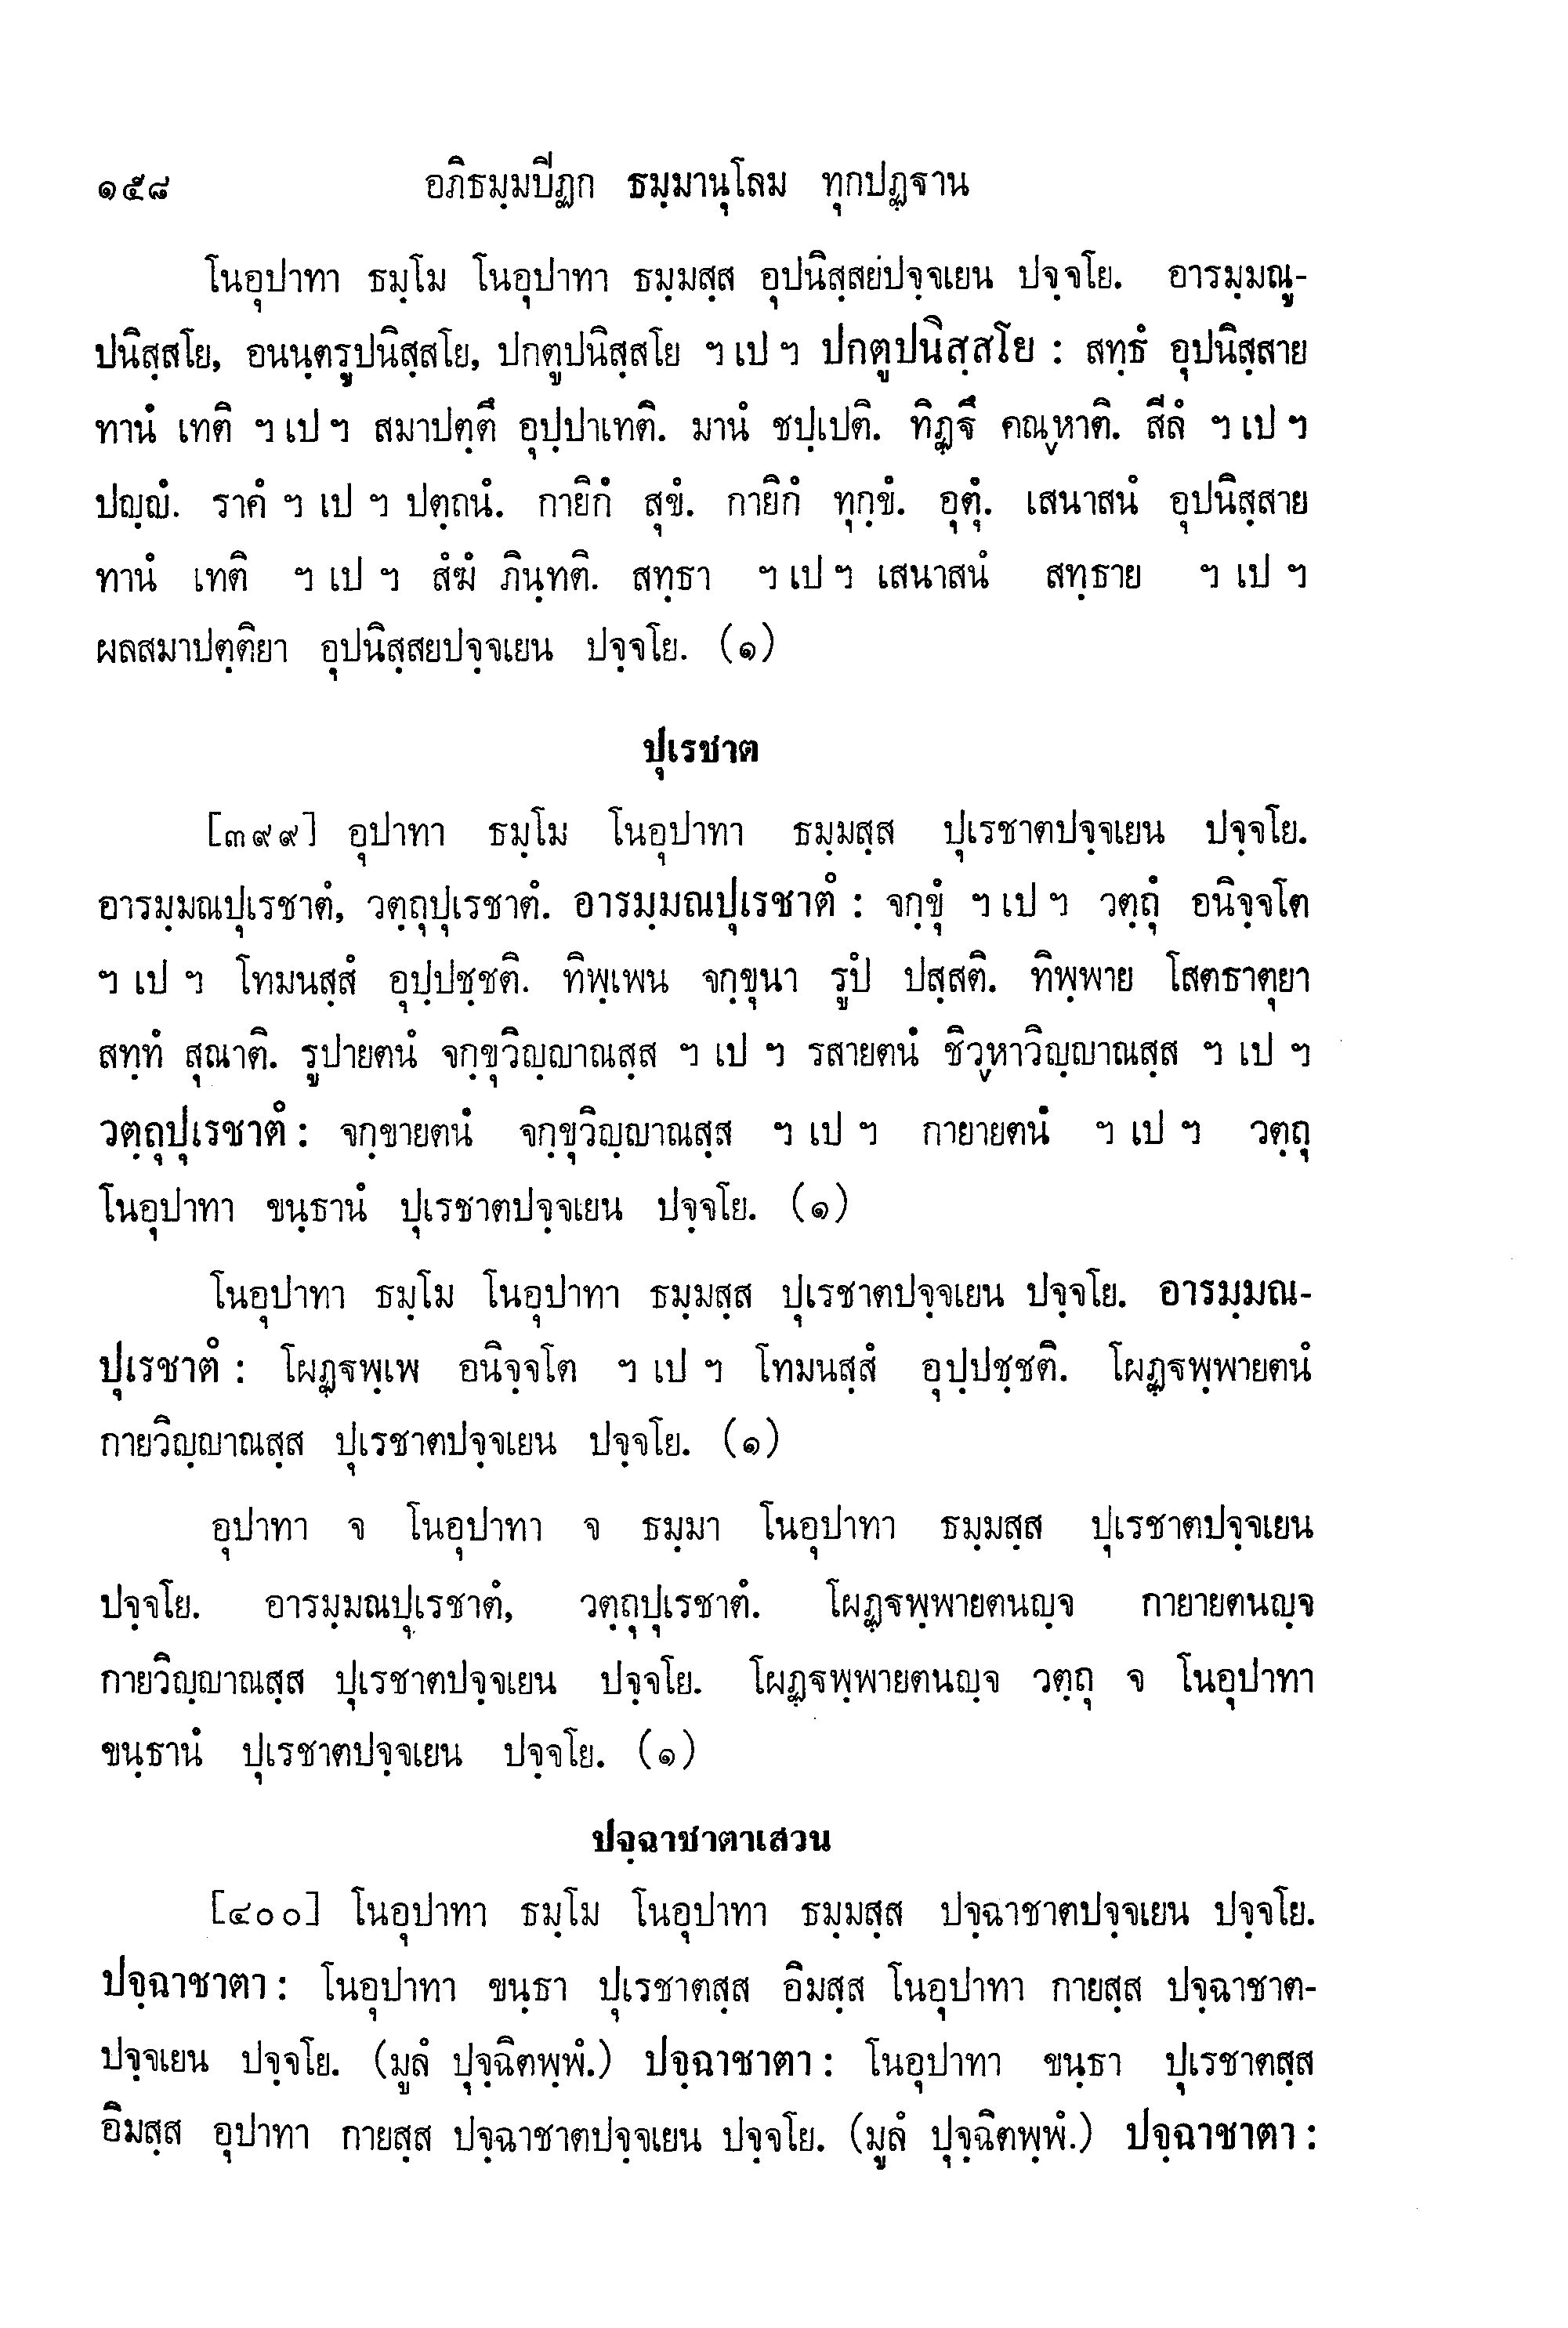 ๑๕๘ อภิธมฺมปิฏก ธมฺมานุโลม ทุกปฏฺฐาน
โนอุปาทา ธมฺโม โนอุปาทา ธมฺมสฺส อุปนิสฺสยปจฺจเยน ปจฺจโย. อารมฺมณู-
ปนิสฺสโย, อนนฺตรูปนิสฺสโย, ปกตูปนิสฺสโย ฯ เป ฯ ปกตูปนิสฺสโย : สทฺธํ อุปนิสฺสาย
ทานํ เทติ ฯ เป ฯ สมาปตฺตึ อุปฺปาเทติ. มานํ ชปฺเปติ. ทิฏฺฐึ คณฺหาติ. สีลํ ฯ เป ฯ
ปญฺญํ. ราคํ ฯ เป ฯ ปตฺถนํ. กายิกํ สุขํ. กายิกํ ทุกฺขํ. อุตุํ. เสนาสนํ อุปนิสฺสาย
ทานํ เทติ ฯ เป ฯ สํฆํ ภินฺทติ. สทฺธา ฯ เป ฯ เสนาสนํ สทฺธาย ฯ เป ฯ
ผลสมาปตฺติยา อุปนิสฺสยปจฺจเยน ปจฺจโย. (๑)
ปุเรชาต
[๓๙๙] อุปาทา ธมฺโม โนอุปาทา ธมฺมสฺส ปุเรชาตปจฺจเยน ปจฺจโย.
อารมฺมณปุเรชาตํ, วตฺถุปุเรชาตํ. อารมฺมณปุเรชาตํ : จกฺขุํ ฯ เป ฯ วตฺถุํ อนิจฺจโต
ฯ เป ฯ โทมนสฺสํ อุปฺปชฺชติ. ทิพฺเพน จกฺขุนา รูปํ ปสฺสติ. ทิพฺพาย โสตธาตุยา
สทฺทํ สุณาติ. รูปายตนํ จกฺขุวิญฺญาณสฺส ฯ เป ฯ รสายตนํ ชิวฺหาวิญฺญาณสฺส ฯ เป ฯ
วตฺถุปุเรชาตํ : จกฺขายตนํ จกฺขุวิญฺญาณสฺส ฯ เป ฯ กายายตนํ ฯ เป ฯ วตฺถุ
โนอุปาทา ขนฺธานํ ปุเรชาตปจฺจเยน ปจฺจโย. (๑)
โนอุปาทา ธมฺโม โนอุปาทา ธมฺมสฺส ปุเรชาตปจฺจเยน ปจฺจโย. อารมฺมณ-
ปุเรชาตํ : โผฏฺฐพฺเพ อนิจฺจโต ฯ เป ฯ โทมนสฺสํ อุปฺปชฺชติ. โผฏฺฐพฺพายตนํ
กายวิญฺญาณสฺส ปุเรชาตปจฺจเยน ปจฺจโย. (๑)
อุปาทา จ โนอุปาทา จ ธมฺมา โนอุปาทา ธมฺมสฺส ปุเรชาตปจฺจเยน
ปจฺจโย. อารมฺมณปุเรชาตํ, วตฺถุปุเรชาตํ. โผฏฺฐพฺพายตนญฺจ กายายตนญฺจ
กายวิญฺญาณสฺส ปุเรชาตปจฺจเยน ปจฺจโย. โผฏฺฐพฺพายตนญฺจ วตฺถุ จ โนอุปาทา
ขนฺธานํ ปุเรชาตปจฺจเยน ปจฺจโย. (๑)
ปจฺฉาชาตาเสวน
[๔๐๐] โนอุปาทา ธมฺโม โนอุปาทา ธมฺมสฺส ปจฺฉาชาตปจฺจเยน ปจฺจโย.
ปจฺฉาชาตา : โนอุปาทา ขนฺธา ปุเรชาตสฺส อิมสฺส โนอุปาทา กายสฺส ปจฺฉาชาต-
ปจฺจเยน ปจฺจโย. (มูลํ ปุจฺฉิตพฺพํ.) ปจฺฉาชาตา : โนอุปาทา ขนฺธา ปุเรชาตสฺส
อิมสฺส อุปาทา กายสฺส ปจฺฉาชาตปจฺจเยน ปจฺจโย. (มูลํ ปุจฺฉิตพฺพํ.) ปจฺฉาชาตา :